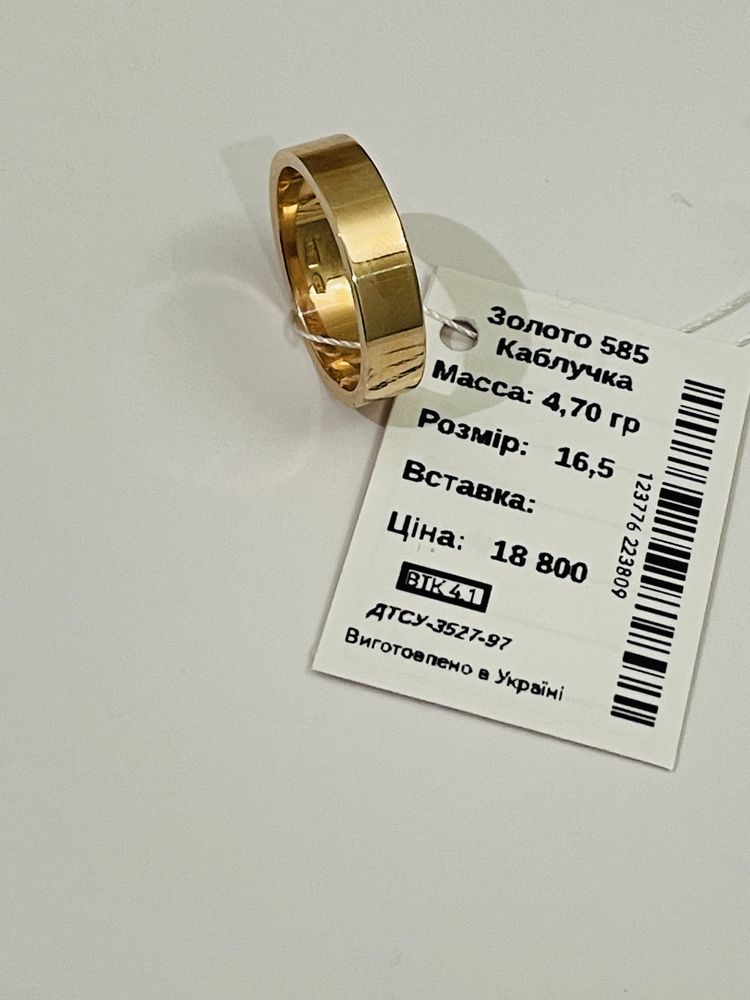 Золото 585
Каблучка
Масса: 4,70 гр
Розмір: 16,5
Вставка:
Ціна: 18 800
ВТК 4.1
ДТСУ-3527-97
Виготовлено в Україні
123776 223809